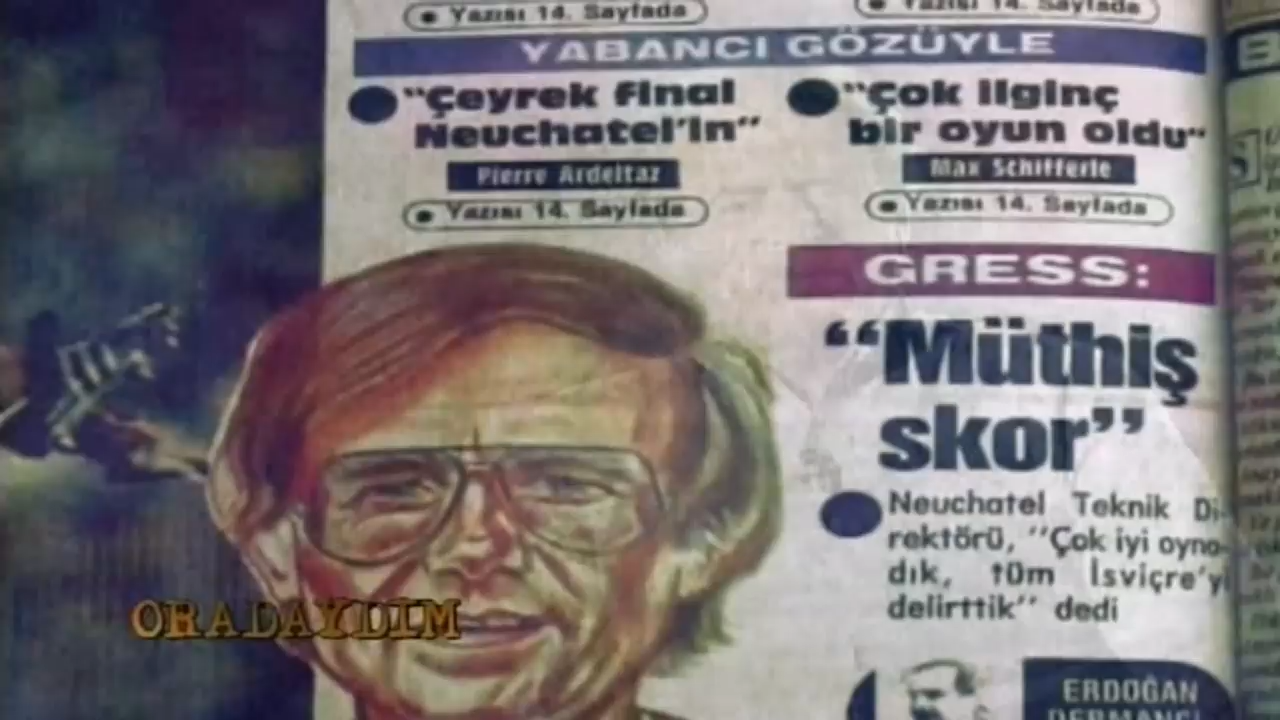 Yazısı 14. Sayfada
Yazısı 14. Sayfada
YABANCI GÖZÜYLE
"Çeyrek final
Neuchatel'in"
Pierre Ardeltaz
Yazısı 14. Sayfada
"Çok ilginç
bir oyun oldu"
Max Schifferle
Yazısı 14. Sayfada
GRESS:
"Müthiş
skor"
Neuchatel Teknik Di-
rektörü, "Çok iyi oyna-
dık, tüm İsviçre'yi
delirttik" dedi
ERDOĞAN
ORADAYDIM